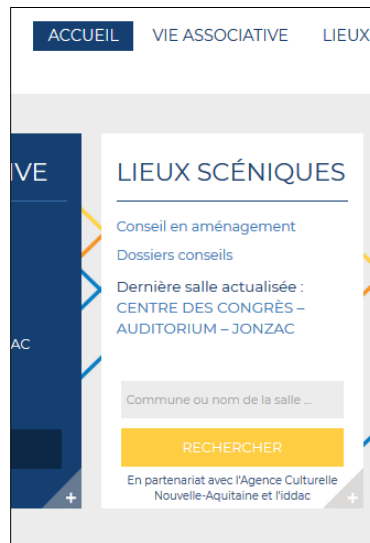 ACCUEIL VIE ASSOCIATIVE LIEUX
IVE
AC
+
LIEUX SCÉNIQUES
Conseil en aménagement
Dossiers conseils
Dernière salle actualisée :
CENTRE DES CONGRÈS –
AUDITORIUM – JONZAC
Commune ou nom de la salle ...
RECHERCHER
En partenariat avec l'Agence Culturelle
Nouvelle-Aquitaine et l'iddac
+